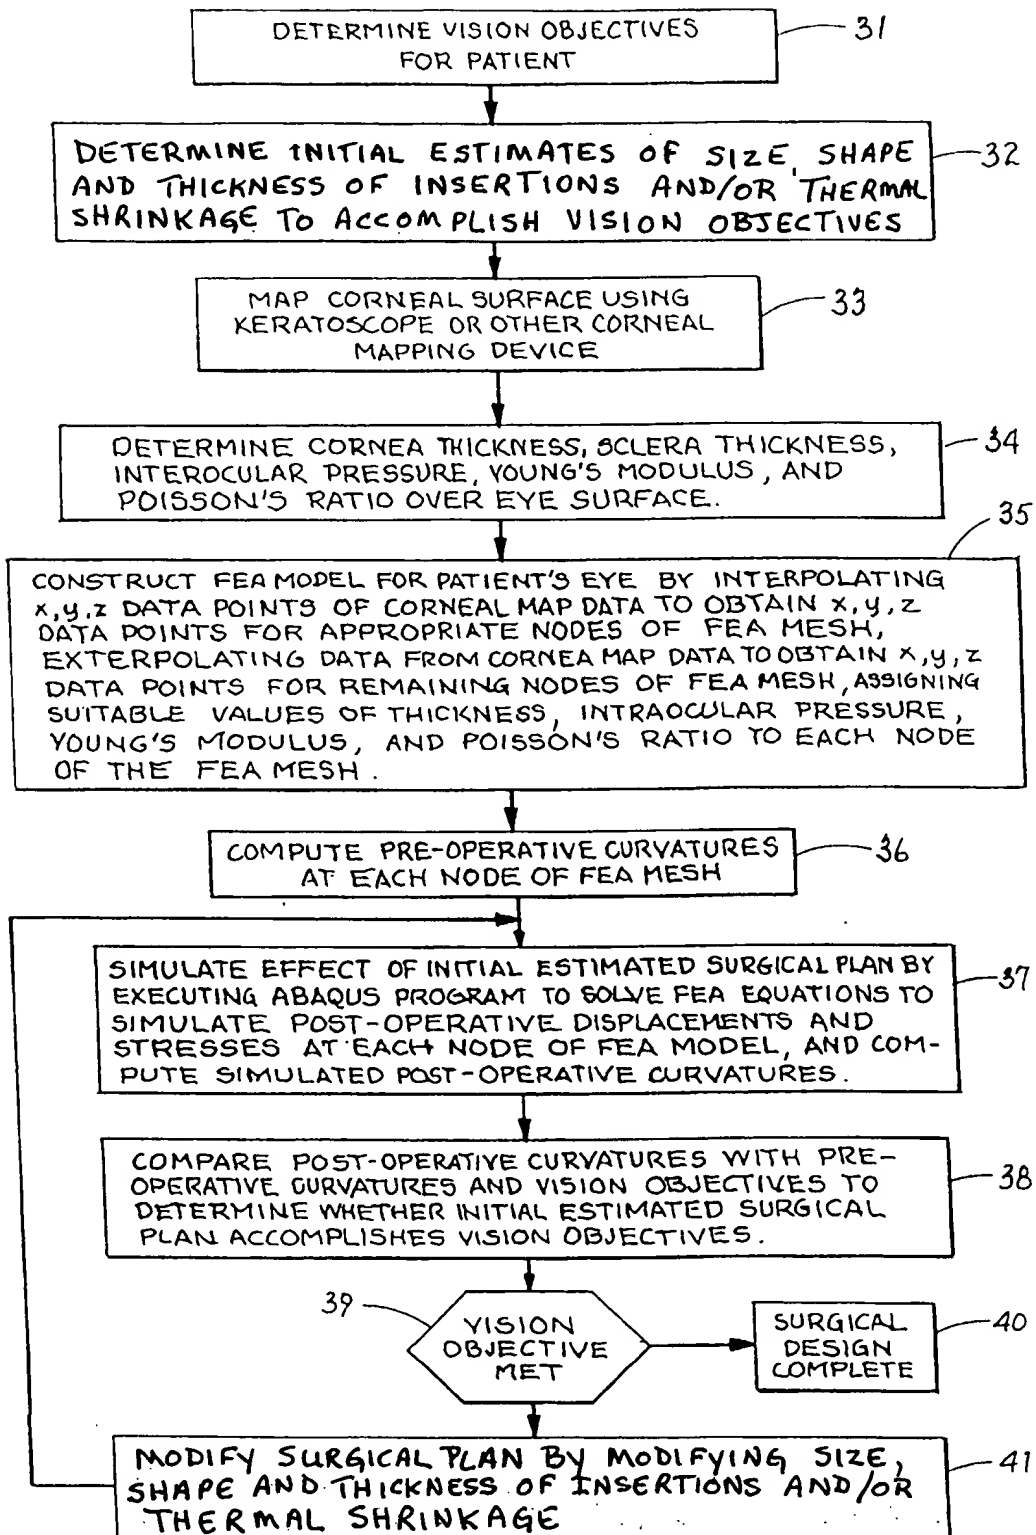 DETERMINE VISION OBJECTIVES
FOR PATIENT
31
DETERMINE INITIAL ESTIMATES OF SIZE, SHAPE
AND THICKNESS OF INSERTIONS AND/OR THERMAL
SHRINKAGE TO ACCOMPLISH VISION OBJECTIVES
32
MAP CORNEAL SURFACE USING
KERATOSCOPE OR OTHER CORNEAL
MAPPING DEVICE
33
DETERMINE CORNEA THICKNESS, SCLERA THICKNESS,
INTEROCULAR PRESSURE, YOUNG'S MODULUS, AND
POISSON'S RATIO OVER EYE SURFACE.
34
35
CONSTRUCT FEA MODEL FOR PATIENT'S EYE BY INTERPOLATING
x,y,z DATA POINTS OF CORNEAL MAP DATA TO OBTAIN x,y,z
DATA POINTS FOR APPROPRIATE NODES OF FEA MESH,
EXTERPOLATING DATA FROM CORNEA MAP DATA TO OBTAIN x,y,z
DATA POINTS FOR REMAINING NODES OF FEA MESH, ASSIGNING
SUITABLE VALUES OF THICKNESS, INTRAOCULAR PRESSURE,
YOUNG'S MODULUS, AND POISSON'S RATIO TO EACH NODE
OF THE FEA MESH.
COMPUTE PRE-OPERATIVE CURVATURES
AT EACH NODE OF FEA MESH
36
SIMULATE EFFECT OF INITIAL ESTIMATED SURGICAL PLAN BY
EXECUTING ABAQUS PROGRAM TO SOLVE FEA EQUATIONS TO
SIMULATE POST-OPERATIVE DISPLACEMENTS AND
STRESSES AT EACH NODE OF FEA MODEL, AND COM-
PUTE SIMULATED POST-OPERATIVE CURVATURES.
37
COMPARE POST-OPERATIVE CURVATURES WITH PRE-
OPERATIVE CURVATURES AND VISION OBJECTIVES TO
DETERMINE WHETHER INITIAL ESTIMATED SURGICAL
PLAN ACCOMPLISHES VISION OBJECTIVES.
38
39
VISION
OBJECTIVE
MET
SURGICAL
DESIGN
COMPLETE
40
MODIFY SURGICAL PLAN BY MODIFYING SIZE,
SHAPE AND THICKNESS OF INSERTIONS AND/OR
THERMAL SHRINKAGE
41